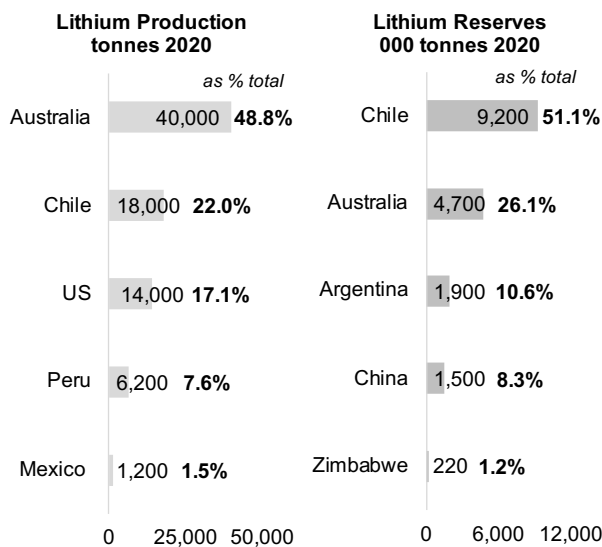 Lithium Production
tonnes 2020
as % total
Australia 40,000 48.8%
Chile 18,000 22.0%
US 14,000 17.1%
Peru 6,200 7.6%
Mexico 1,200 1.5%
0 25,000 50,000
Lithium Reserves
000 tonnes 2020
as % total
Chile 9,200 51.1%
Australia 4,700 26.1%
Argentina 1,900 10.6%
China 1,500 8.3%
Zimbabwe 220 1.2%
0 6,000 12,000